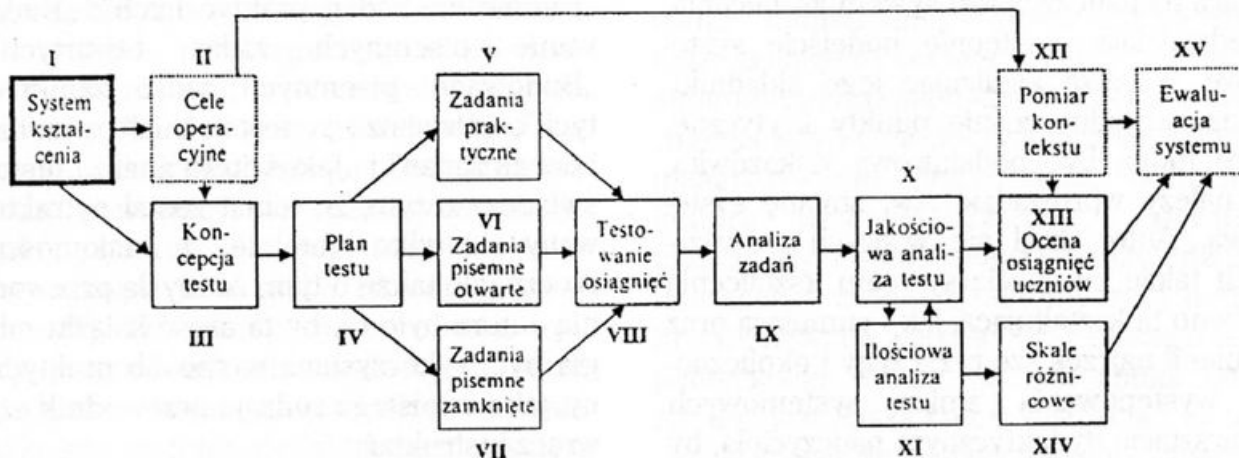 I
System
kształ-
cenia
II
Cele
opera-
cyjne
Kon-
cepcja
testu
III
Plan
testu
IV
V
Zadania
prak-
tyczne
VI
Zadania
pisemne
otwarte
Zadania
pisemne
zamknięte
VII
Testo-
wanie
osiągnięć
VIII
Analiza
zadań
IX
X
Jakościo-
wa anali-
za testu
Ilościowa
analiza
testu
XI
XII
Pomiar
kon-
tekstu
XIII
Ocena
osiągnięć
uczniów
Skale
różni-
cowe
XIV
XV
Ewalu-
acja
systemu